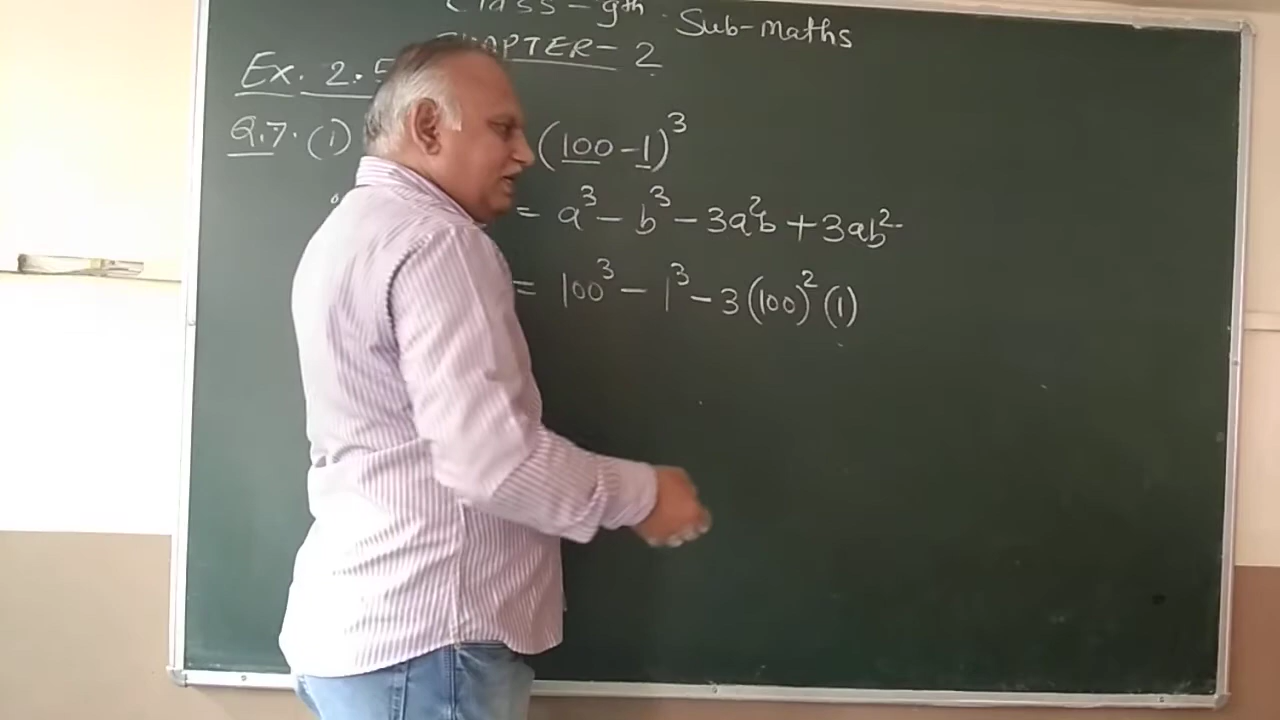 Class - 9th. Sub-maths
CHAPTER- 2
Ex. 2.5
Q.7. (i) (100 - 1)³
= a³ - b³ - 3a²b + 3ab²
= 100³ - 1³ - 3(100)²(1)